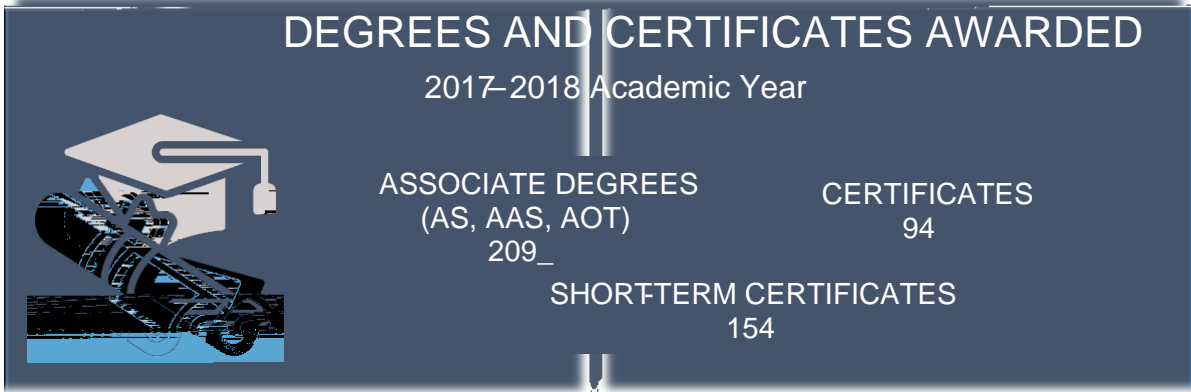 DEGREES AND CERTIFICATES AWARDED
2017–2018 Academic Year
ASSOCIATE DEGREES
(AS, AAS, AOT)
209_
CERTIFICATES
94
SHORT-TERM CERTIFICATES
154